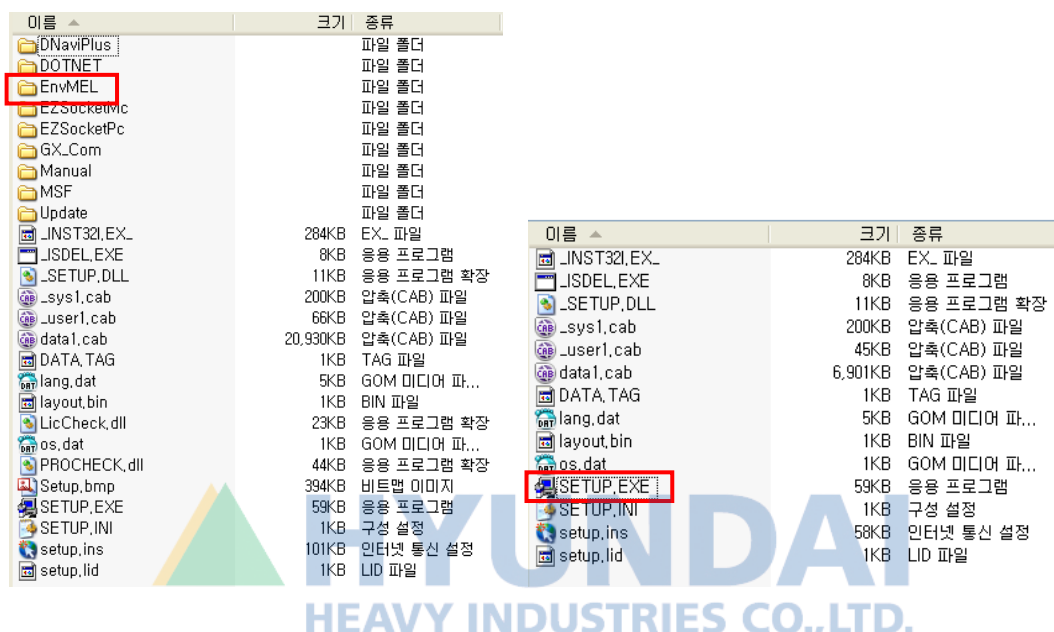 이름 크기 종류
DNaviPlus 파일 폴더
DOTNET 파일 폴더
EnvMEL 파일 폴더
EZSocketMc 파일 폴더
EZSocketPc 파일 폴더
GX_Com 파일 폴더
Manual 파일 폴더
MSF 파일 폴더
Update 파일 폴더
_INST32I.EX_ 284KB EX_ 파일
_ISDEL.EXE 8KB 응용 프로그램
_SETUP.DLL 11KB 응용 프로그램 확장
_sys1.cab 200KB 압축(CAB) 파일
_user1.cab 66KB 압축(CAB) 파일
data1.cab 20,930KB 압축(CAB) 파일
DATA.TAG 1KB TAG 파일
lang.dat 5KB GOM 미디어 파...
layout.bin 1KB BIN 파일
LicCheck.dll 23KB 응용 프로그램 확장
os.dat 1KB GOM 미디어 파...
PROCHECK.dll 44KB 응용 프로그램 확장
Setup.bmp 394KB 비트맵 이미지
SETUP.EXE 59KB 응용 프로그램
SETUP.INI 1KB 구성 설정
setup.ins 101KB 인터넷 통신 설정
setup.lid 1KB LID 파일
이름 크기 종류
_INST32I.EX_ 284KB EX_ 파일
_ISDEL.EXE 8KB 응용 프로그램
_SETUP.DLL 11KB 응용 프로그램 확장
_sys1.cab 200KB 압축(CAB) 파일
_user1.cab 45KB 압축(CAB) 파일
data1.cab 6,901KB 압축(CAB) 파일
DATA.TAG 1KB TAG 파일
lang.dat 5KB GOM 미디어 파...
layout.bin 1KB BIN 파일
os.dat 1KB GOM 미디어 파...
SETUP.EXE 59KB 응용 프로그램
SETUP.INI 1KB 구성 설정
setup.ins 58KB 인터넷 통신 설정
setup.lid 1KB LID 파일
HYUNDAI
HEAVY INDUSTRIES CO.,LTD.